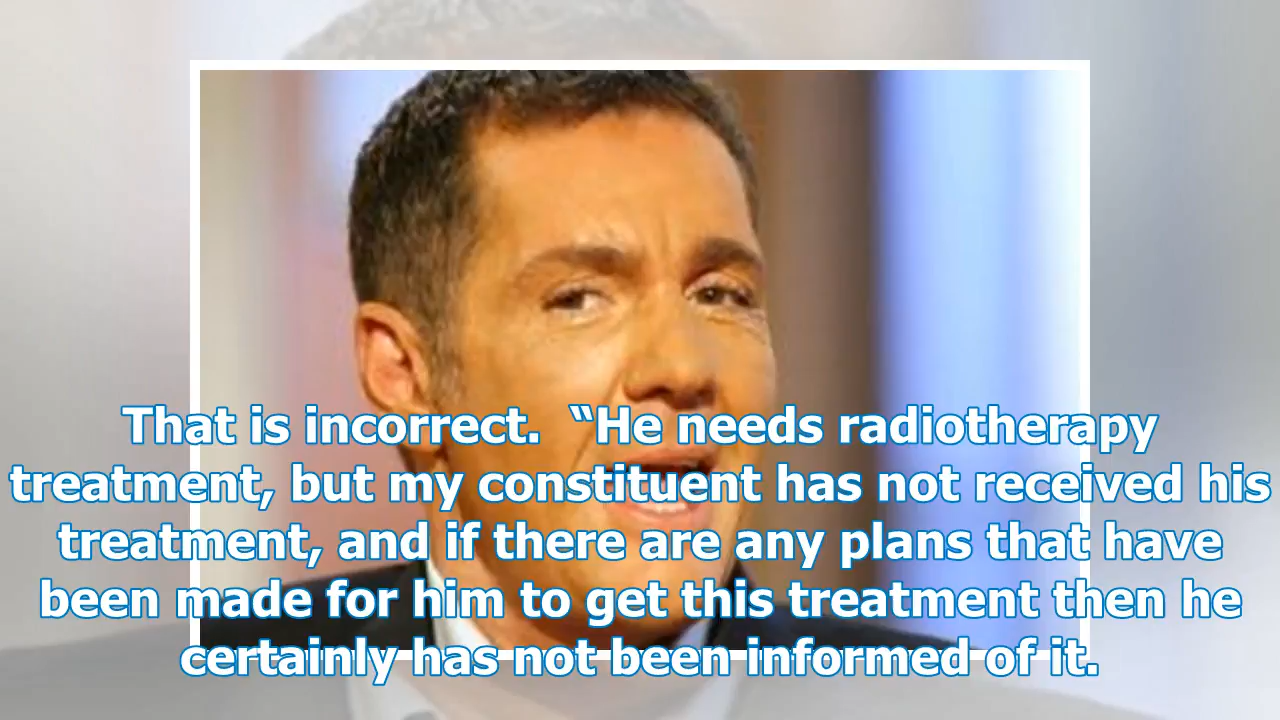 That is incorrect.  “He needs radiotherapy
treatment, but my constituent has not received his
treatment, and if there are any plans that have
been made for him to get this treatment then he
certainly has not been informed of it.